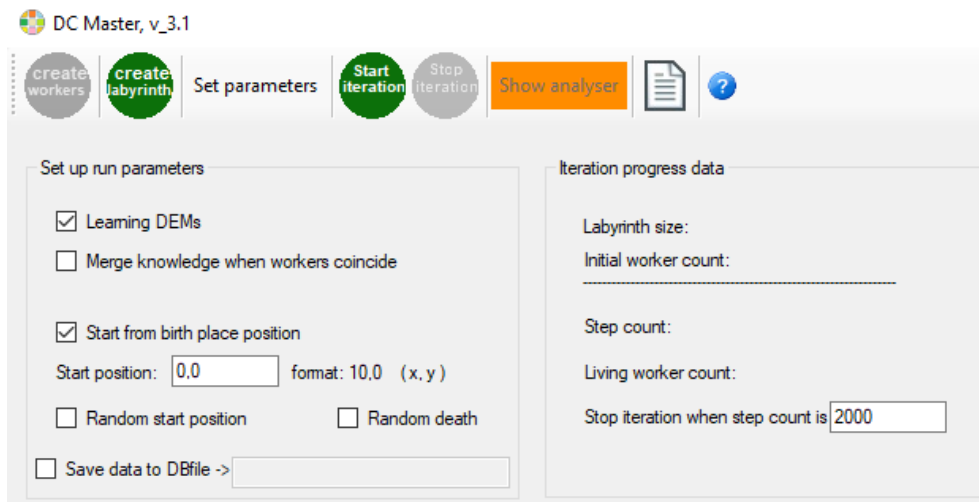 DC Master, v_3.1
create workers
create labyrinth
Set parameters
Start iteration
Stop iteration
Show analyser
?
Set up run parameters
Learning DEMs
Merge knowledge when workers coincide
Start from birth place position
Start position: 0,0 format: 10,0 ( x, y )
Random start position Random death
Save data to DBfile ->
Iteration progress data
Labyrinth size:
Initial worker count:
Step count:
Living worker count:
Stop iteration when step count is 2000